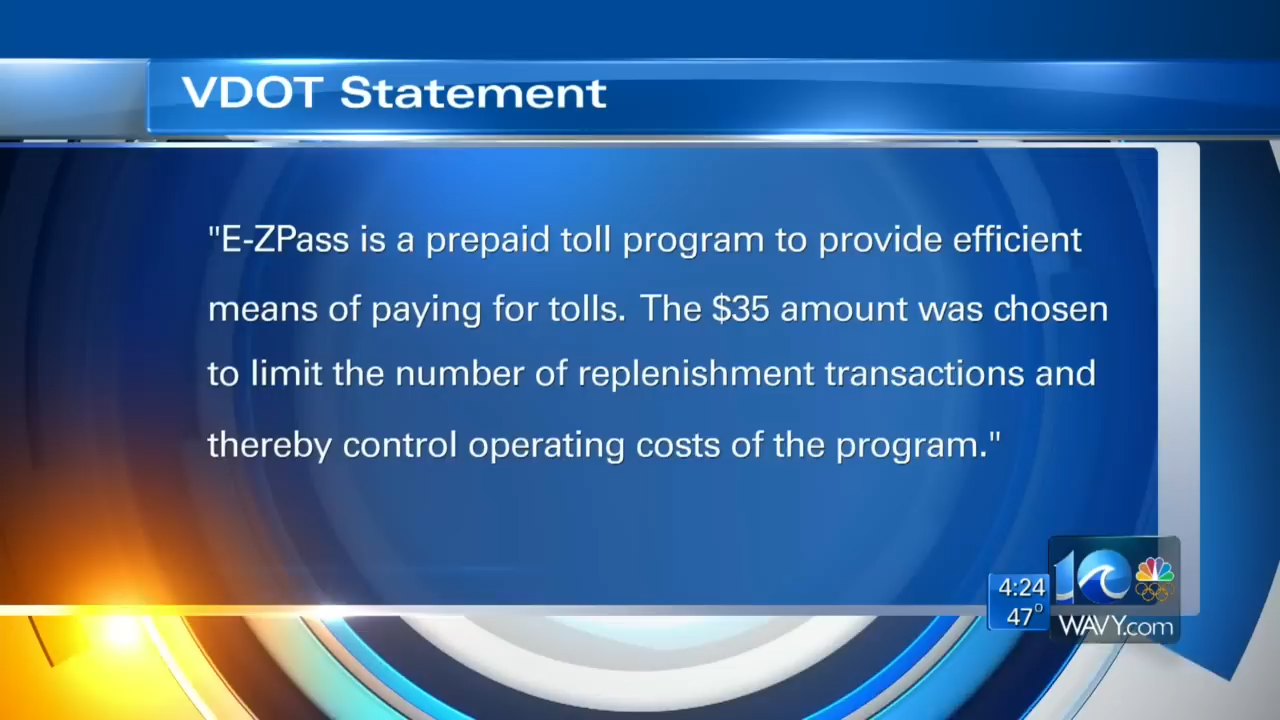 VDOT Statement
"E-ZPass is a prepaid toll program to provide efficient
means of paying for tolls.  The $35 amount was chosen
to limit the number of replenishment transactions and
thereby control operating costs of the program."
4:24
47°
10
WAVY.com